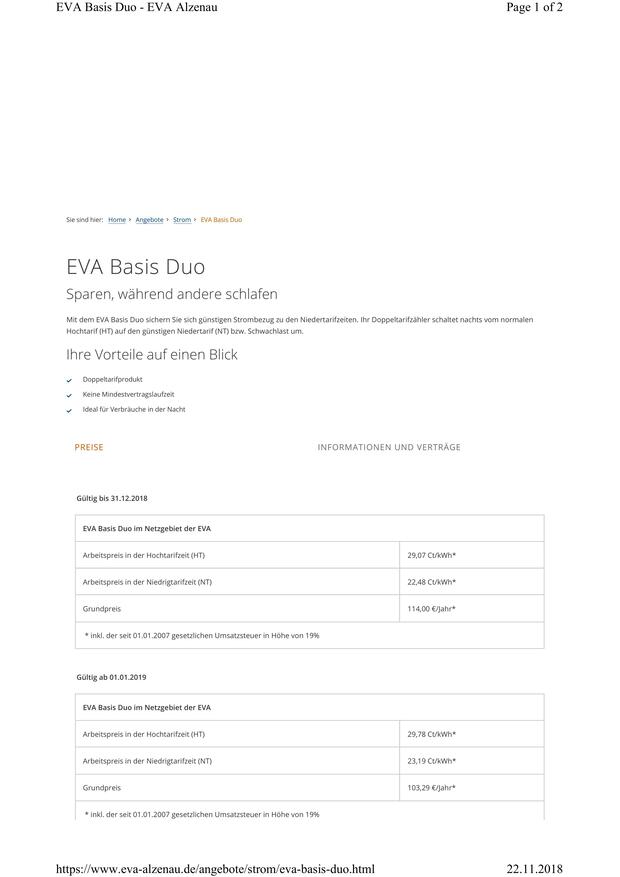 EVA Basis Duo - EVA Alzenau Page 1 of 2
Sie sind hier: Home > Angebote > Strom > EVA Basis Duo
EVA Basis Duo
Sparen, während andere schlafen
Mit dem EVA Basis Duo sichern Sie sich günstigen Strombezug zu den Niedertarifzeiten. Ihr Doppeltarifzähler schaltet nachts vom normalen
Hochtarif (HT) auf den günstigen Niedertarif (NT) bzw. Schwachlast um.
Ihre Vorteile auf einen Blick
Doppeltarifprodukt
Keine Mindestvertragslaufzeit
Ideal für Verbräuche in der Nacht
PREISE INFORMATIONEN UND VERTRÄGE
Gültig bis 31.12.2018
EVA Basis Duo im Netzgebiet der EVA
Arbeitspreis in der Hochtarifzeit (HT) 29,07 Ct/kWh*
Arbeitspreis in der Niedrigtarifzeit (NT) 22,48 Ct/kWh*
Grundpreis 114,00 €/Jahr*
* inkl. der seit 01.01.2007 gesetzlichen Umsatzsteuer in Höhe von 19%
Gültig ab 01.01.2019
EVA Basis Duo im Netzgebiet der EVA
Arbeitspreis in der Hochtarifzeit (HT) 29,78 Ct/kWh*
Arbeitspreis in der Niedrigtarifzeit (NT) 23,19 Ct/kWh*
Grundpreis 103,29 €/Jahr*
* inkl. der seit 01.01.2007 gesetzlichen Umsatzsteuer in Höhe von 19%
https://www.eva-alzenau.de/angebote/strom/eva-basis-duo.html 22.11.2018